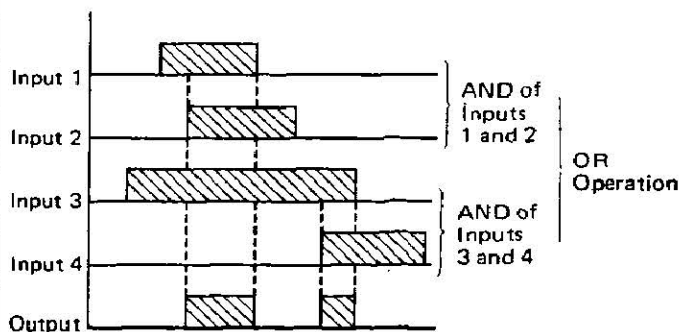 Input 1
Input 2
Input 3
Input 4
Output
AND of
Inputs
1 and 2
AND of
Inputs
3 and 4
OR
Operation